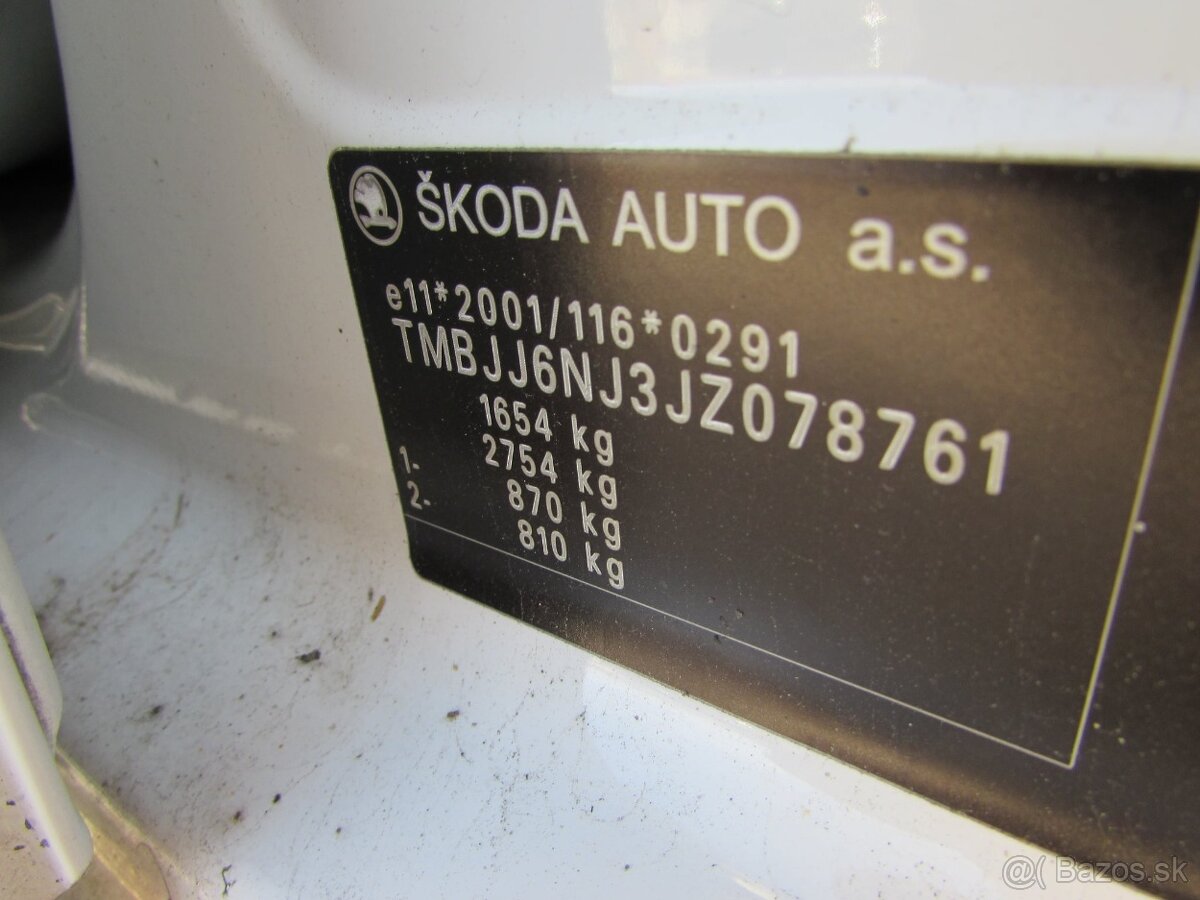 ŠKODA AUTO a.s.
e11*2001/116*0291
TMBJJ6NJ3JZ078761
1654 kg
2754 kg
1- 870 kg
2- 810 kg
@( Bazos.sk